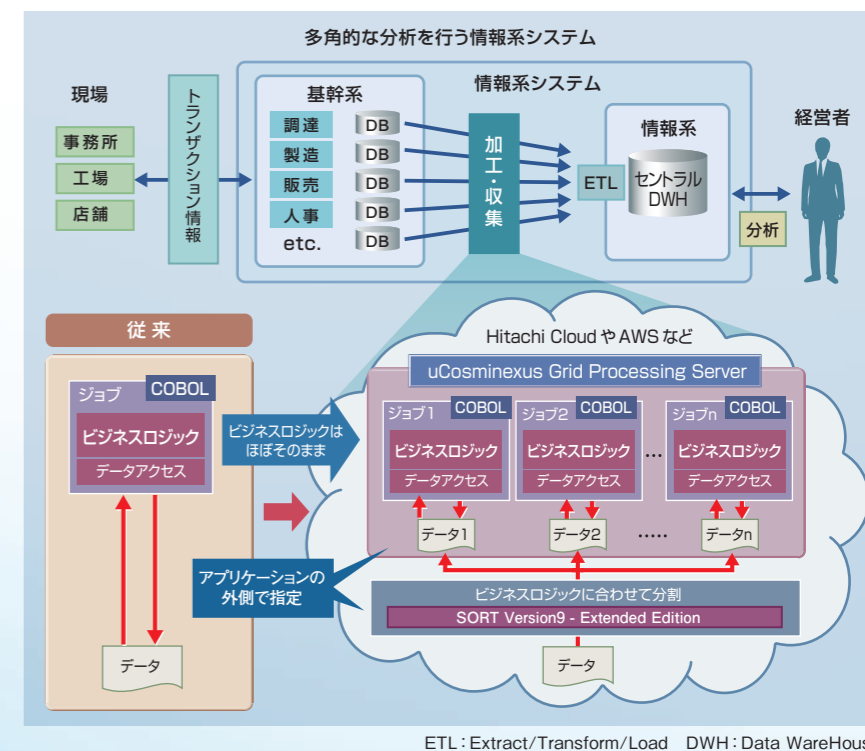 多角的な分析を行う情報系システム
現場
事務所
工場
店舗
トランザクション情報
情報系システム
基幹系
調達
DB
製造
DB
販売
DB
人事
DB
etc.
DB
加工・収集
情報系
ETL
セントラル
DWH
経営者
分析
従来
ジョブ
COBOL
ビジネスロジック
データアクセス
データ
ビジネスロジックは
ほぼそのまま
アプリケーションの
外側で指定
Hitachi CloudやAWSなど
uCosminexus Grid Processing Server
ジョブ1
COBOL
ビジネスロジック
データアクセス
データ1
ジョブ2
COBOL
ビジネスロジック
データアクセス
データ2
…
.....
ジョブn
COBOL
ビジネスロジック
データアクセス
データn
ビジネスロジックに合わせて分割
SORT Version9 - Extended Edition
データ
ETL：Extract/Transform/Load DWH：Data WareHous